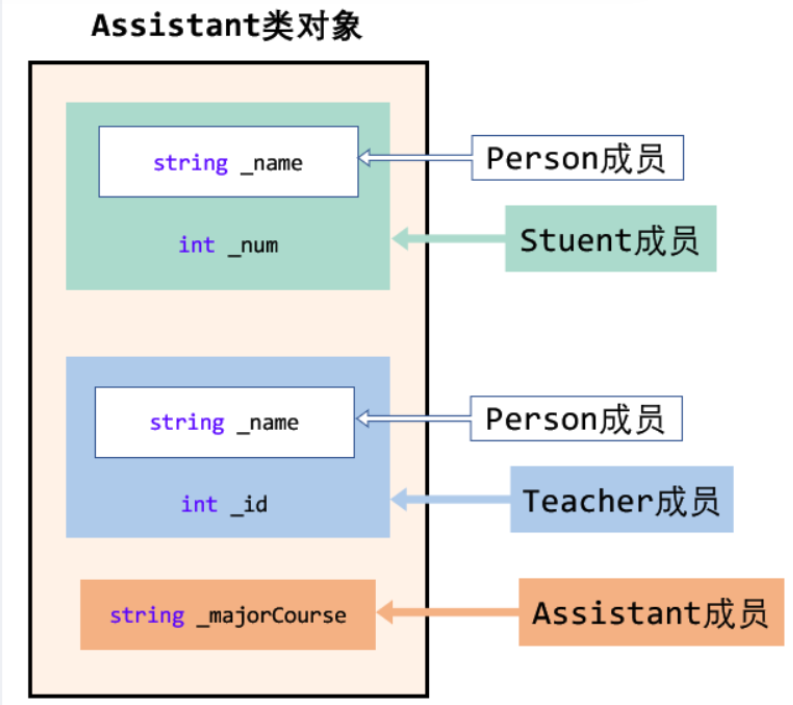 Assistant类对象
string _name
Person成员
int _num
Stuent成员
string _name
Person成员
int _id
Teacher成员
string _majorCourse
Assistant成员